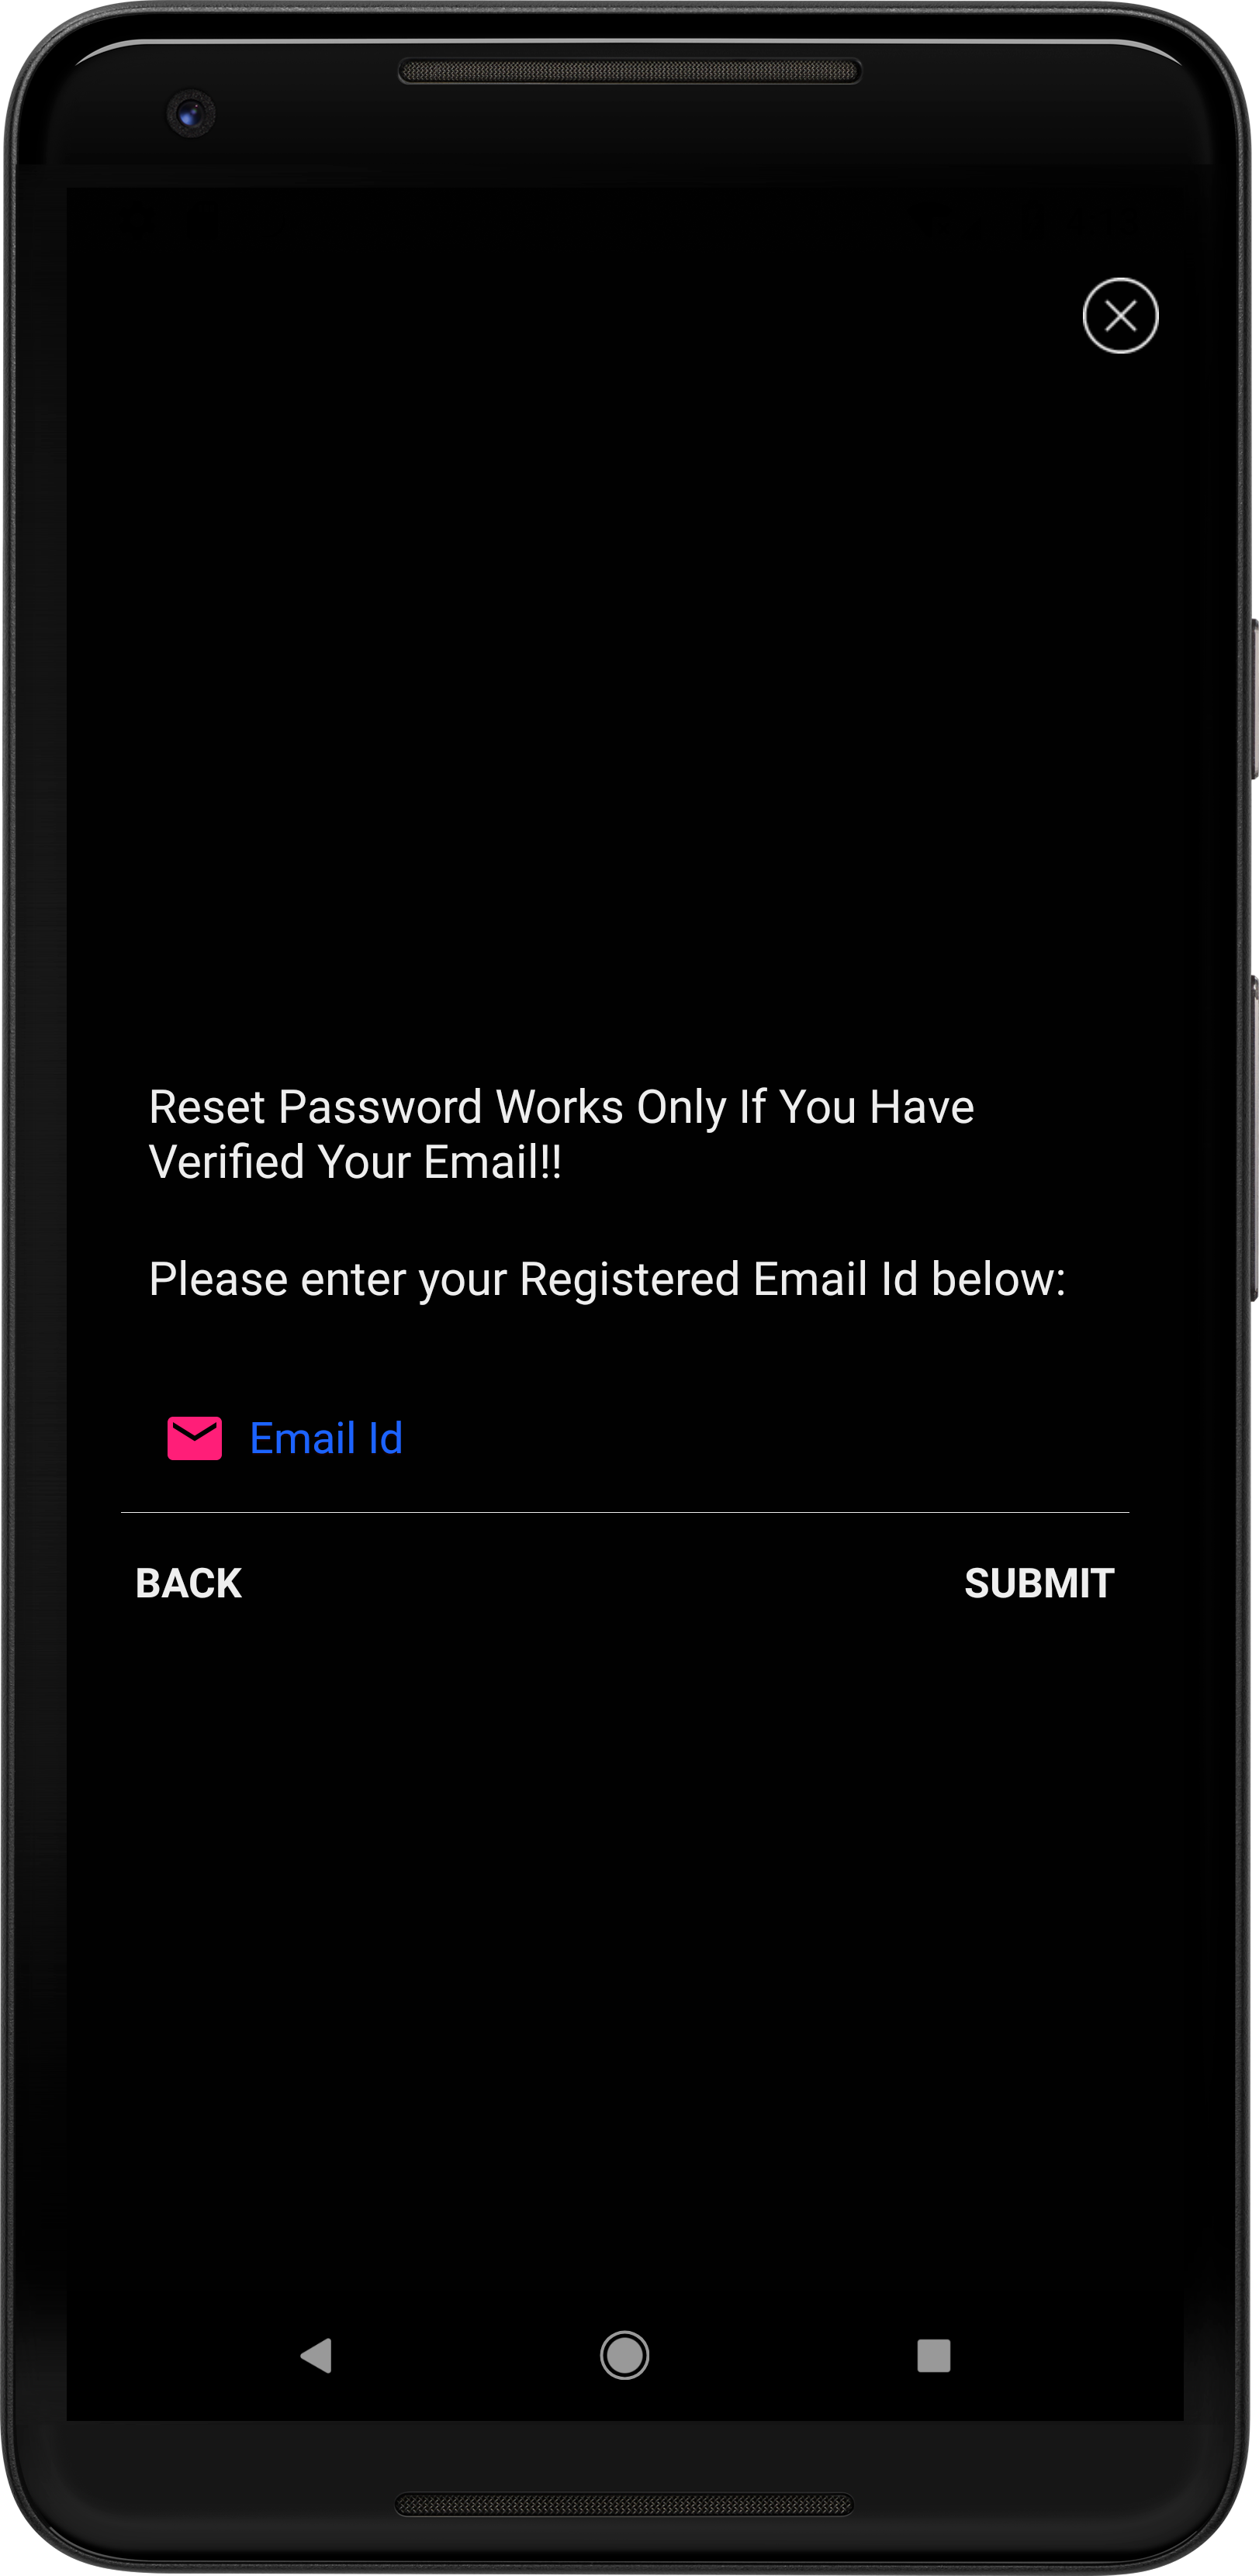 Reset Password Works Only If You Have
Verified Your Email!!
Please enter your Registered Email Id below:
Email Id
BACK
SUBMIT